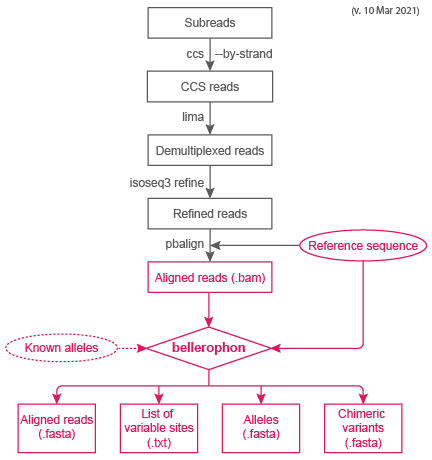 (v. 10 Mar 2021)
Subreads
ccs --by-strand
CCS reads
lima
Demultiplexed reads
isoseq3 refine
Refined reads
pbalign
Reference sequence
Aligned reads (.bam)
Known alleles
bellerophon
Aligned reads
(.fasta)
List of
variable sites
(.txt)
Alleles
(.fasta)
Chimeric
variants
(.fasta)